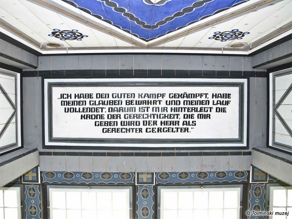 „ICH HABE DEN GUTEN KAMPF GEKÄMPFT, HABE
MEINEN GLAUBEN BEWAHRT UND MEINEN LAUF
VOLLENDET; DARUM IST MIR HINTERLEGT DIE
KRONE DER GERECHTIGKEIT, DIE MIR
GEBEN WIRD DER HERR ALS
GERECHTER VERGELTER."
muzej